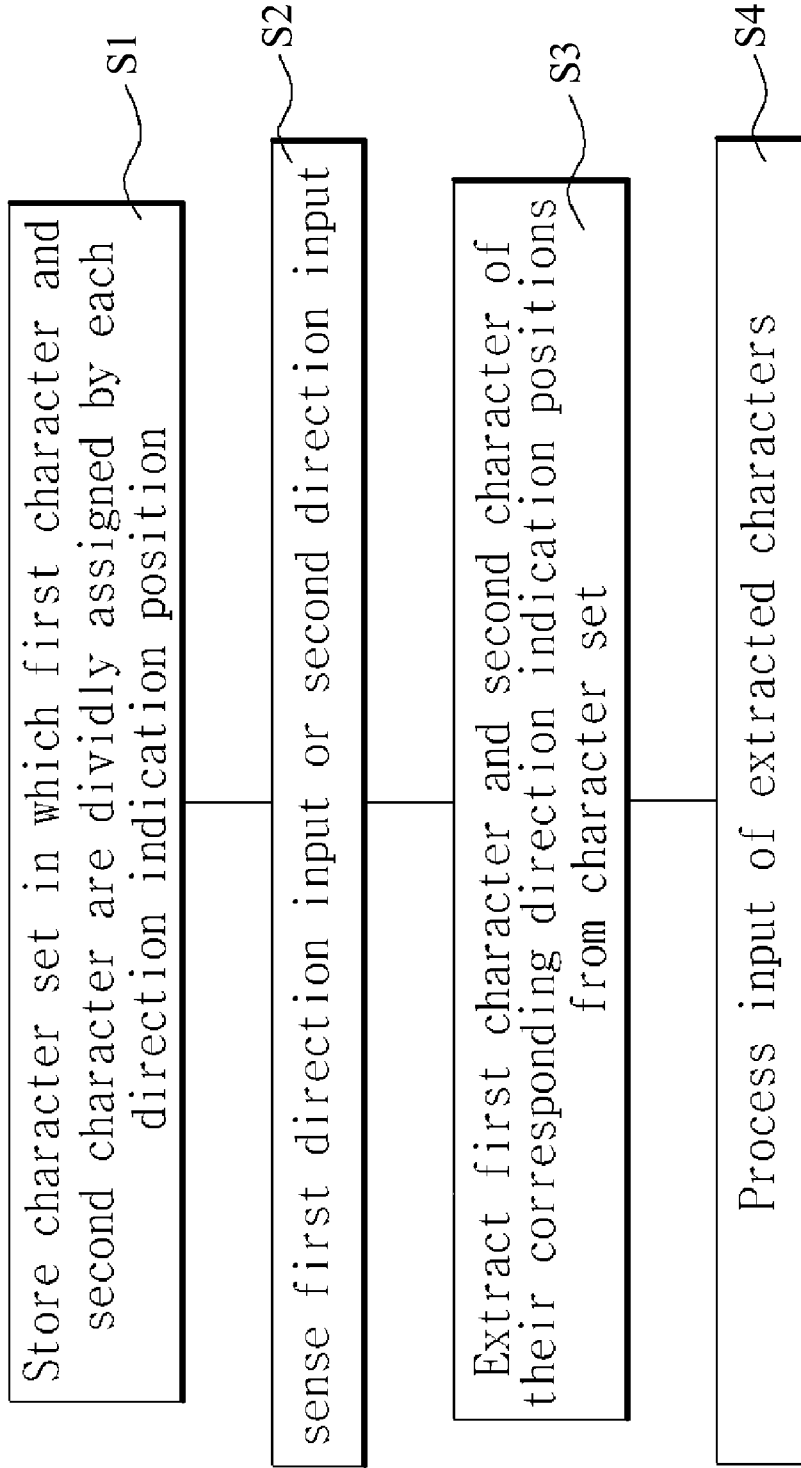 Store character set in which first character and
second character are dividly assigned by each
direction indication position
S1
sense first direction input or second direction input
S2
Extract first character and second character of
their corresponding direction indication positions
from character set
S3
Process input of extracted characters
S4